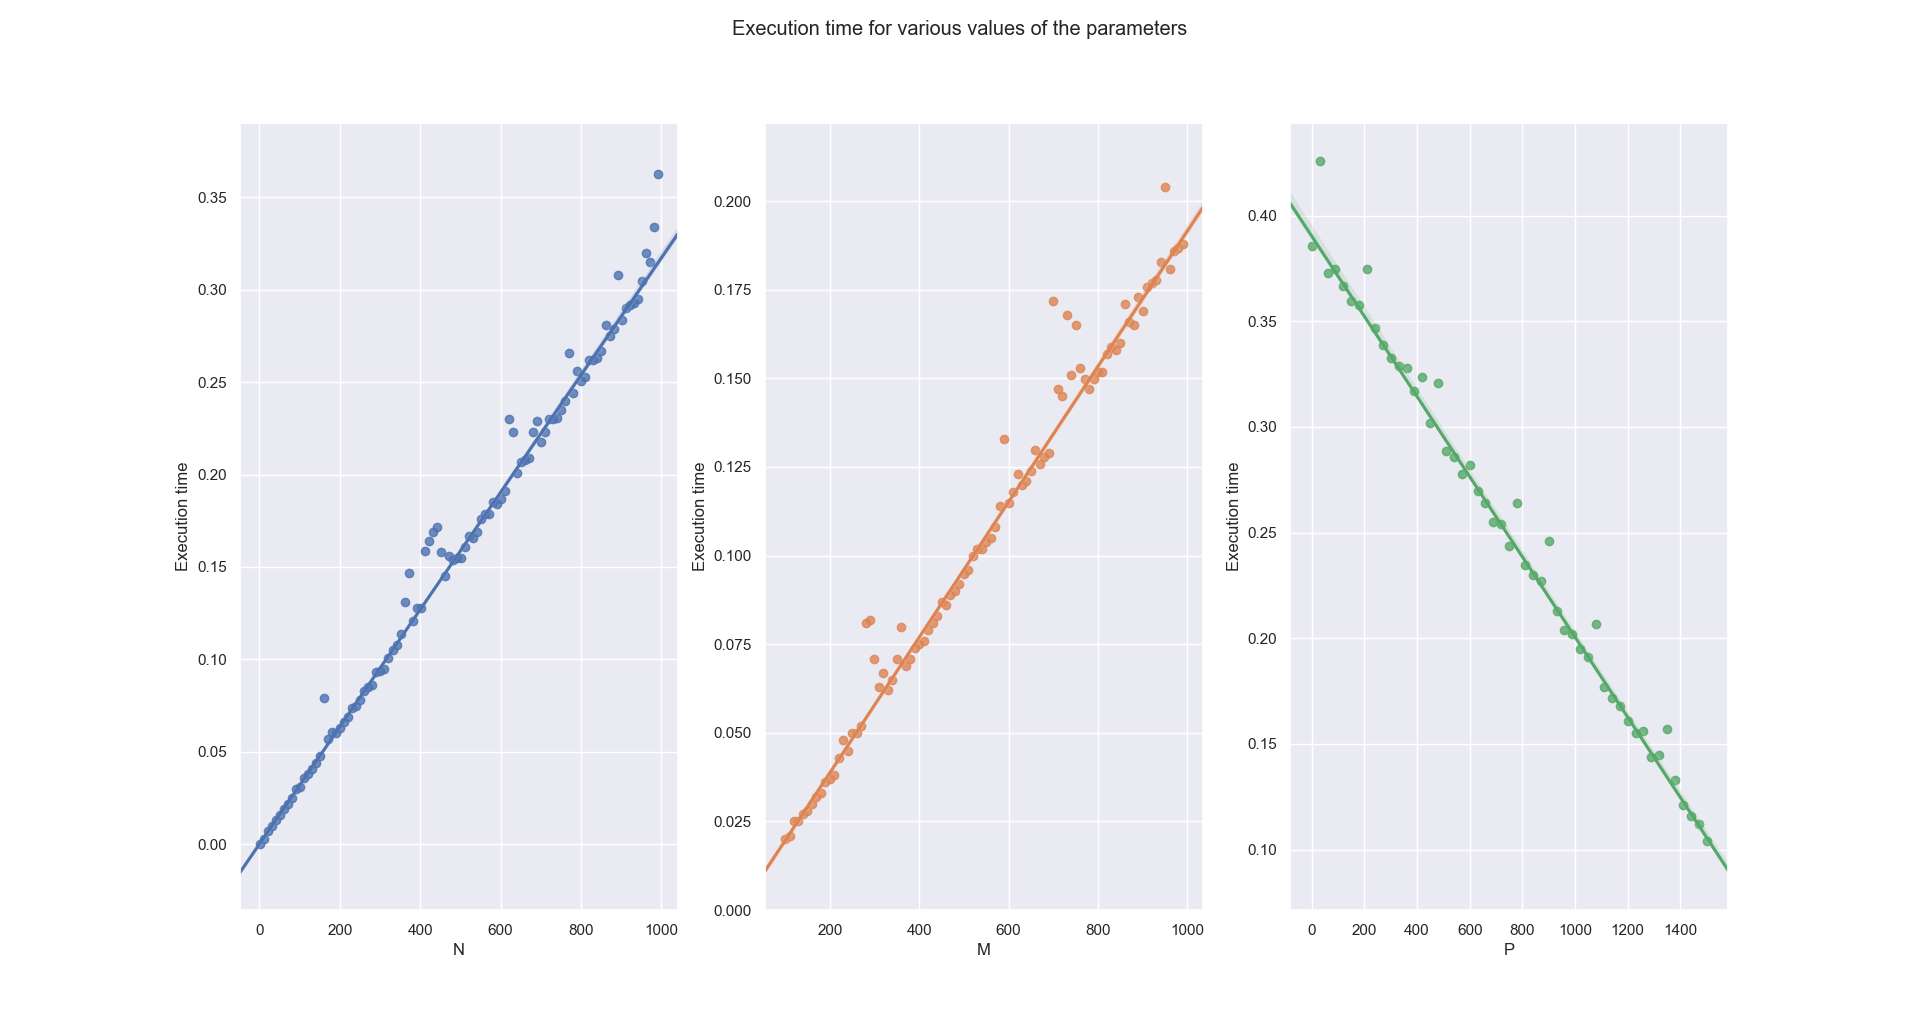 Execution time for various values of the parameters
Execution time
0.35
0.30
0.25
0.20
0.15
0.10
0.05
0.00
0 200 400 600 800 1000
N
Execution time
0.200
0.175
0.150
0.125
0.100
0.075
0.050
0.025
0.000
200 400 600 800 1000
M
Execution time
0.40
0.35
0.30
0.25
0.20
0.15
0.10
0 200 400 600 800 1000 1200 1400
P